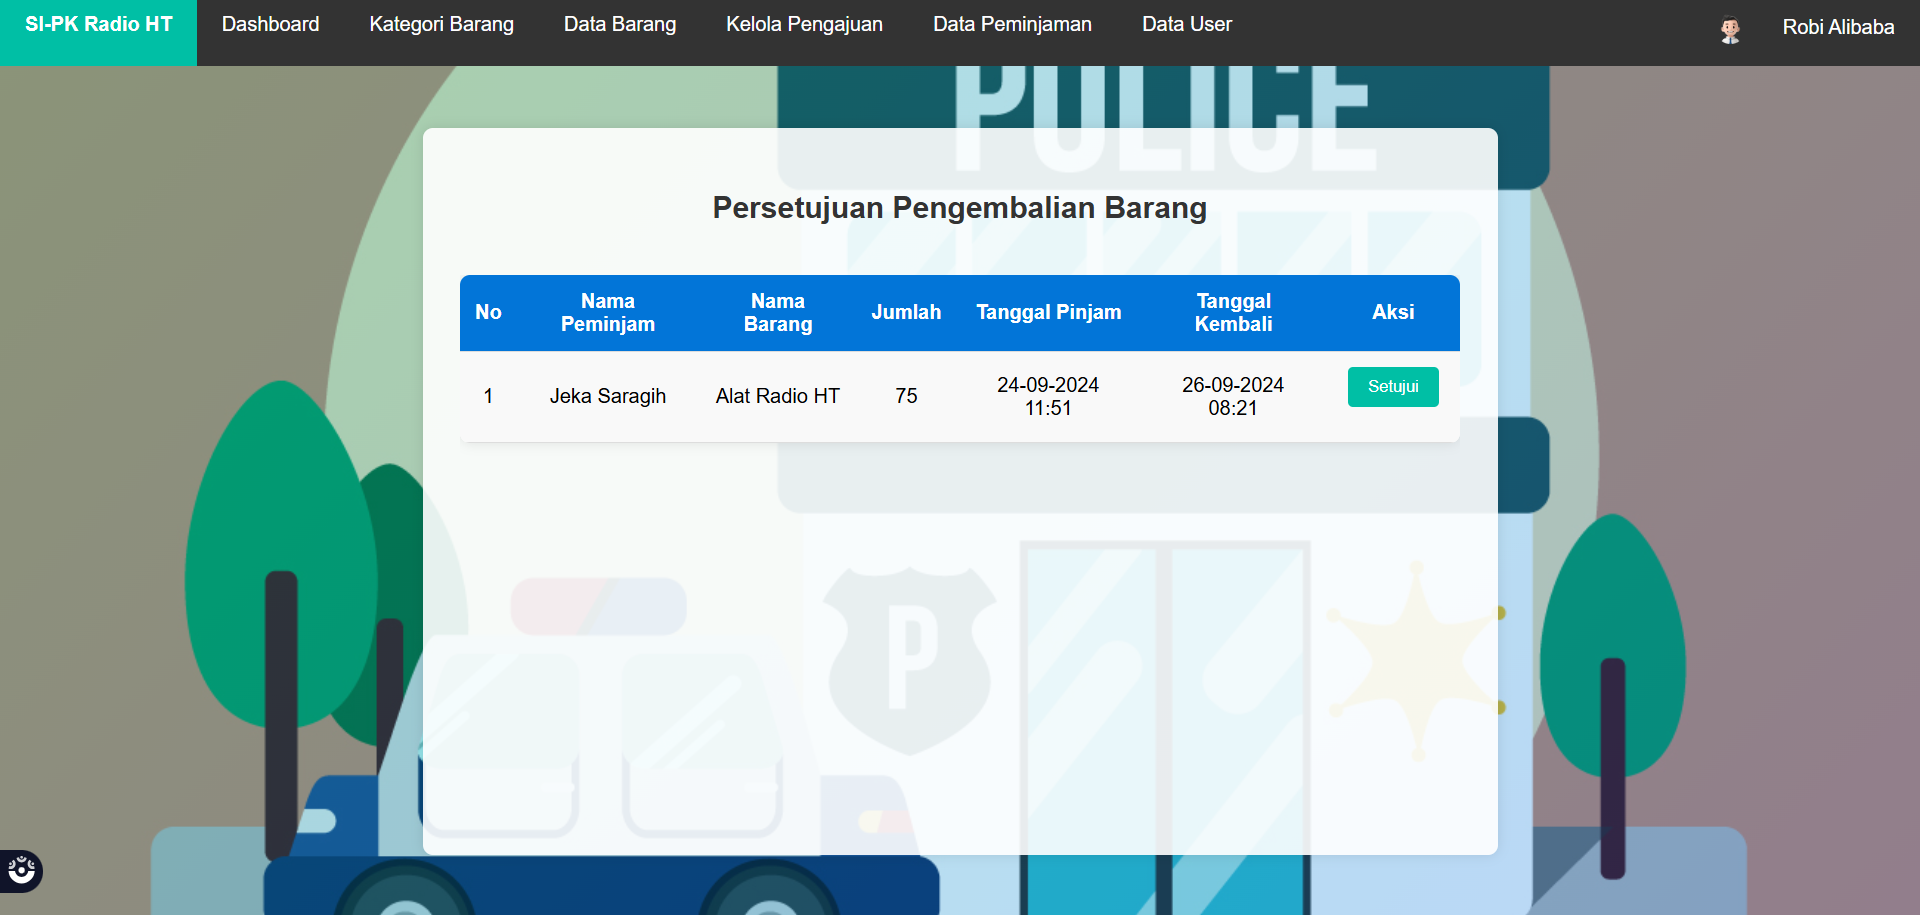 SI-PK Radio HT Dashboard Kategori Barang Data Barang Kelola Pengajuan Data Peminjaman Data User Robi Alibaba
POLICE
Persetujuan Pengembalian Barang
No Nama Peminjam Nama Barang Jumlah Tanggal Pinjam Tanggal Kembali Aksi
1 Jeka Saragih Alat Radio HT 75 24-09-2024 11:51 26-09-2024 08:21 Setujui
P